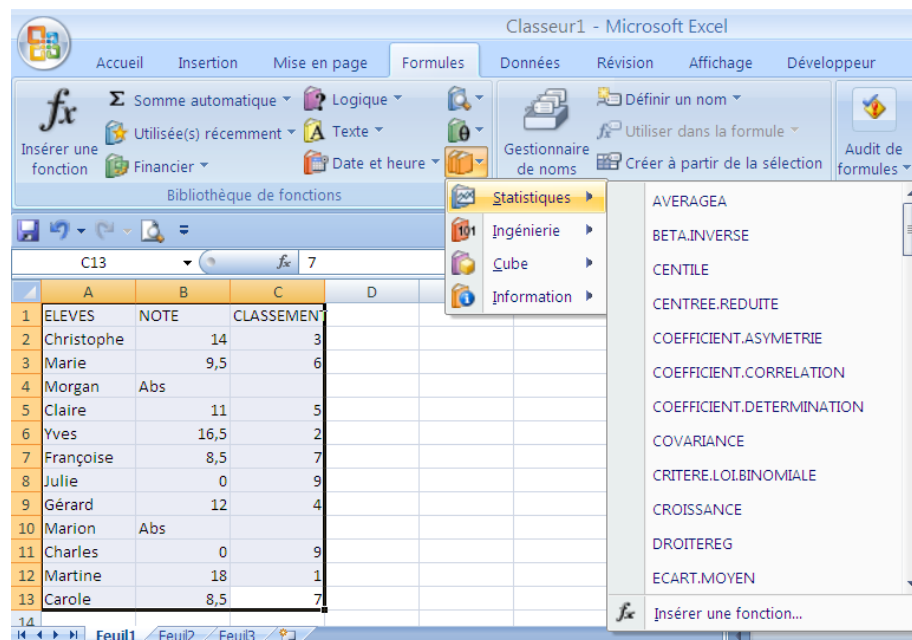 Classeur1 - Microsoft Excel
Accueil Insertion Mise en page Formules Données Révision Affichage Développeur
fx
Insérer une fonction
Σ Somme automatique
Utilisée(s) récemment
Financier
Logique
A Texte
Date et heure
θ
Bibliothèque de fonctions
Gestionnaire de noms
Définir un nom
Utiliser dans la formule
Créer à partir de la sélection
Audit de formules
Statistiques
101 Ingénierie
Cube
Information
AVERAGEA
BETA.INVERSE
CENTILE
CENTREE.REDUITE
COEFFICIENT.ASYMETRIE
COEFFICIENT.CORRELATION
COEFFICIENT.DETERMINATION
COVARIANCE
CRITERE.LOI.BINOMIALE
CROISSANCE
DROITEREG
ECART.MOYEN
fx Insérer une fonction...
C13 fx 7
A B C D
1 ELEVES NOTE CLASSEMENT
2 Christophe 14 3
3 Marie 9,5 6
4 Morgan Abs
5 Claire 11 5
6 Yves 16,5 2
7 Françoise 8,5 7
8 Julie 0 9
9 Gérard 12 4
10 Marion Abs
11 Charles 0 9
12 Martine 18 1
13 Carole 8,5 7
14
Feuil1 Feuil2 Feuil3